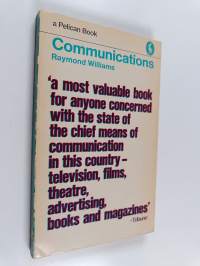 a Pelican Book
Communications
Raymond Williams
'a most valuable book
for anyone concerned
with the state of
the chief means of
communication
in this country–
television, films,
theatre,
advertising,
books and magazines'
-Tribune